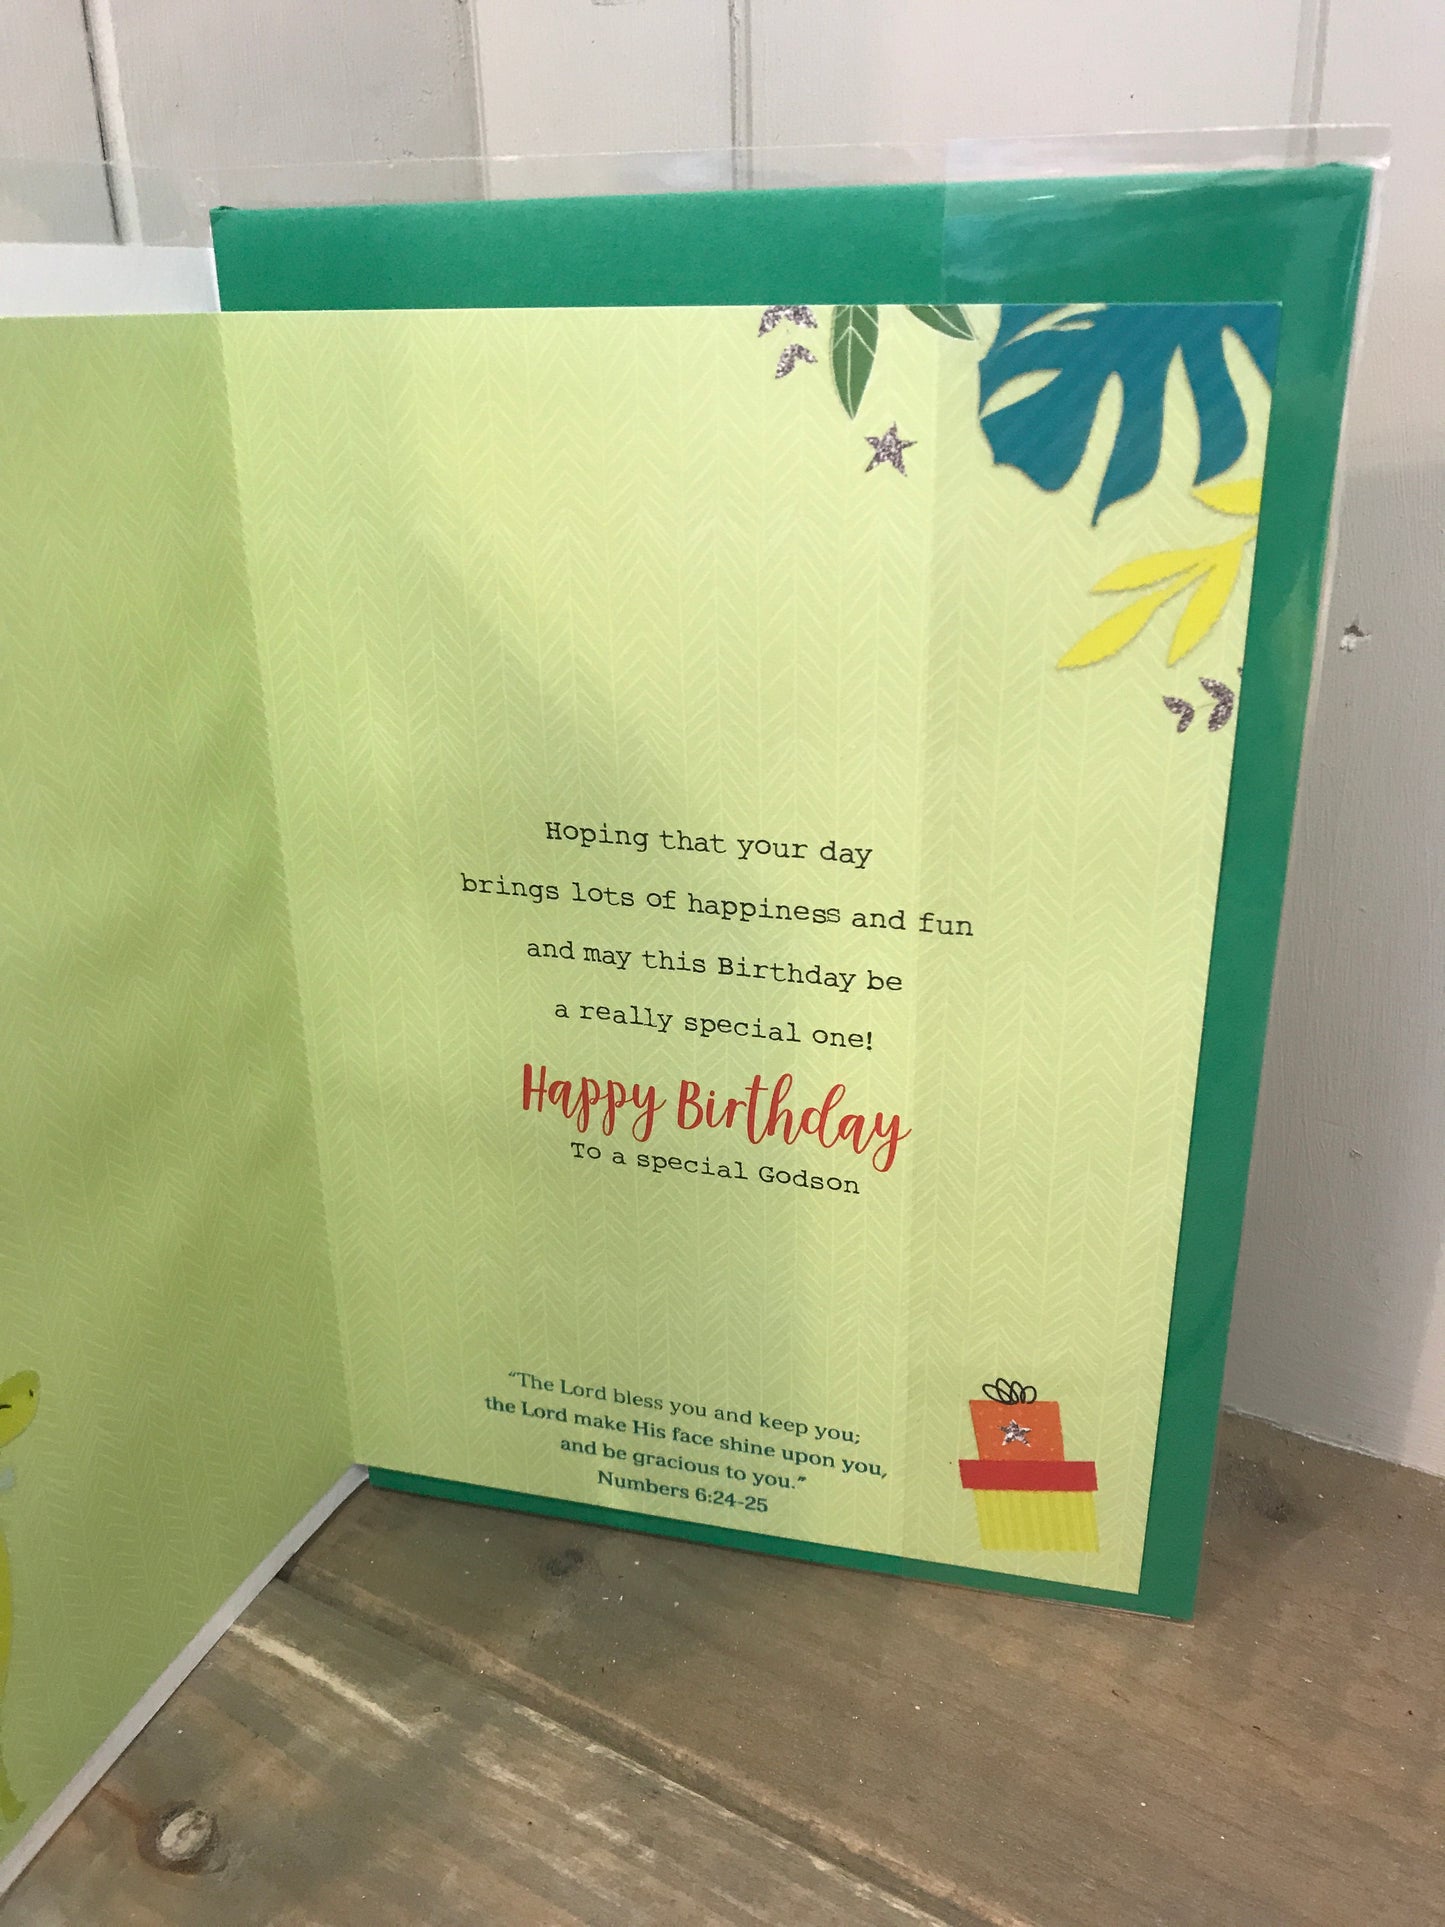 Hoping that your day
brings lots of happiness and fun
and may this Birthday be
a really special one!
Happy Birthday
To a special Godson
“The Lord bless you and keep you;
the Lord make His face shine upon you,
and be gracious to you.”
Numbers 6:24-25